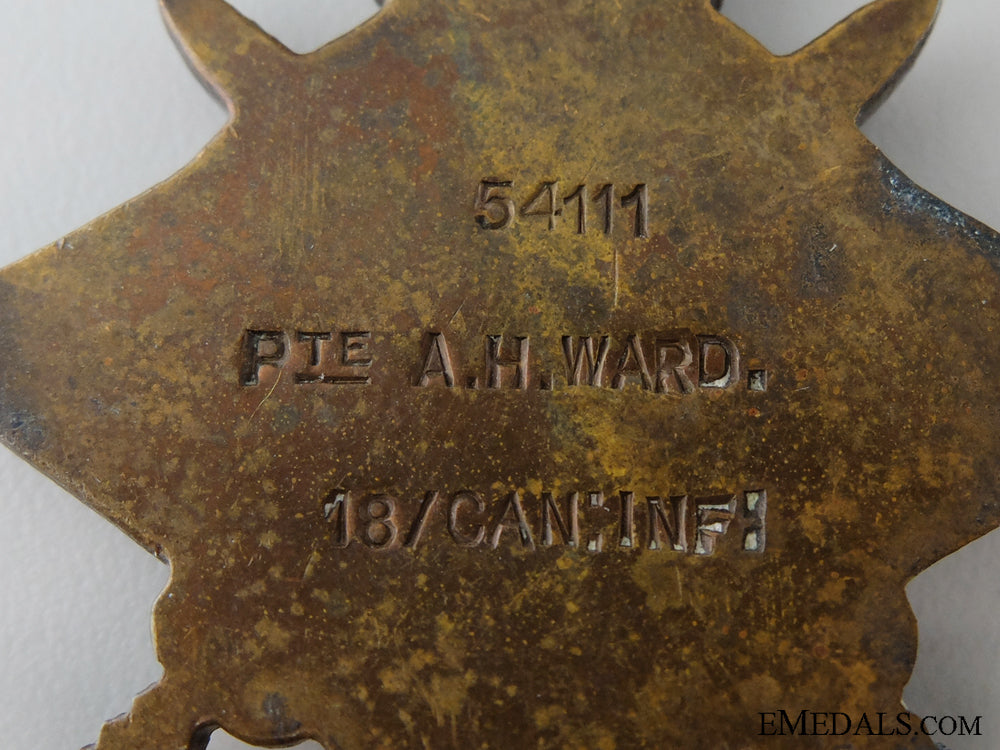 54111
PTE A.H.WARD.
18/CAN:INF:
EMEDALS.COM